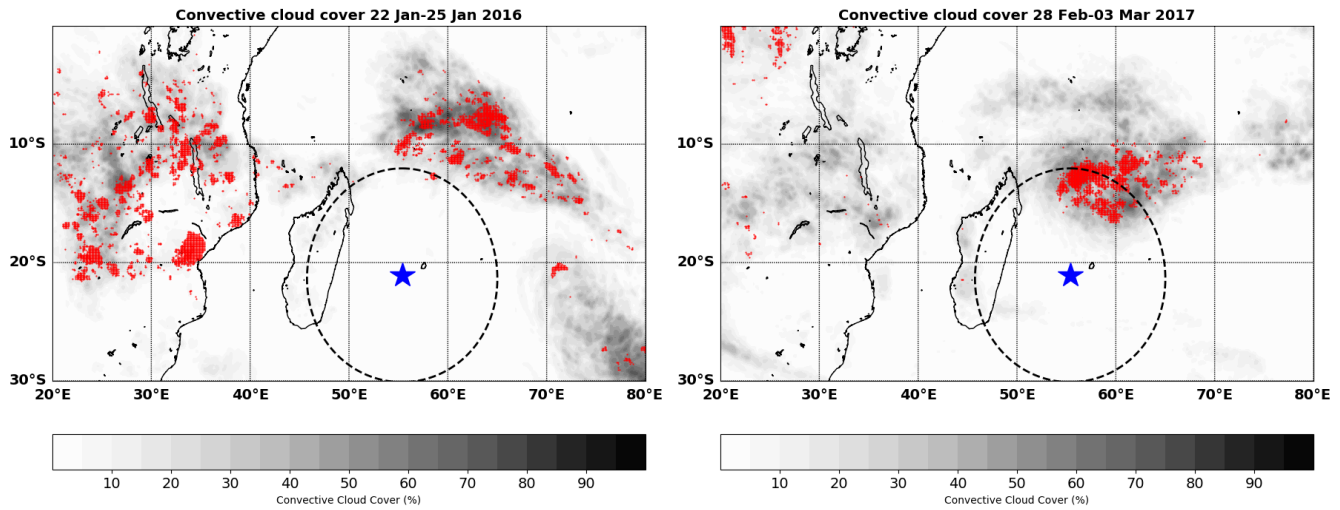 Convective cloud cover 22 Jan-25 Jan 2016
10°S
20°S
30°S
20°E 30°E 40°E 50°E 60°E 70°E 80°E
10 20 30 40 50 60 70 80 90
Convective Cloud Cover (%)
Convective cloud cover 28 Feb-03 Mar 2017
10°S
20°S
30°S
20°E 30°E 40°E 50°E 60°E 70°E 80°E
10 20 30 40 50 60 70 80 90
Convective Cloud Cover (%)